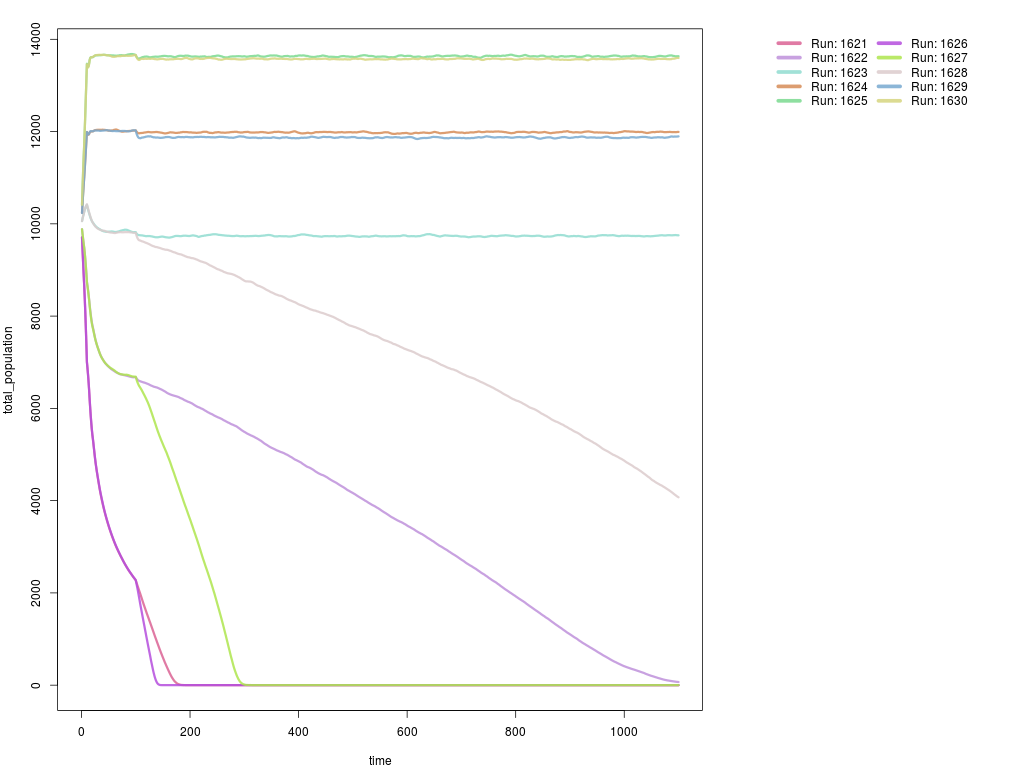 14000
12000
10000
8000
6000
4000
2000
0
total_population
0 200 400 600 800 1000
time
Run: 1621 Run: 1626
Run: 1622 Run: 1627
Run: 1623 Run: 1628
Run: 1624 Run: 1629
Run: 1625 Run: 1630